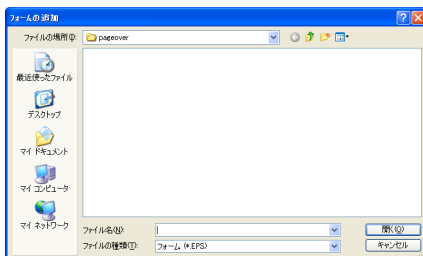 フォームの追加
ファイルの場所(I):
pageover
最近使ったファイル
デスクトップ
マイ ドキュメント
マイ コンピュータ
マイ ネットワーク
ファイル名(N):
開く(O)
ファイルの種類(T):
フォーム (*.EPS)
キャンセル